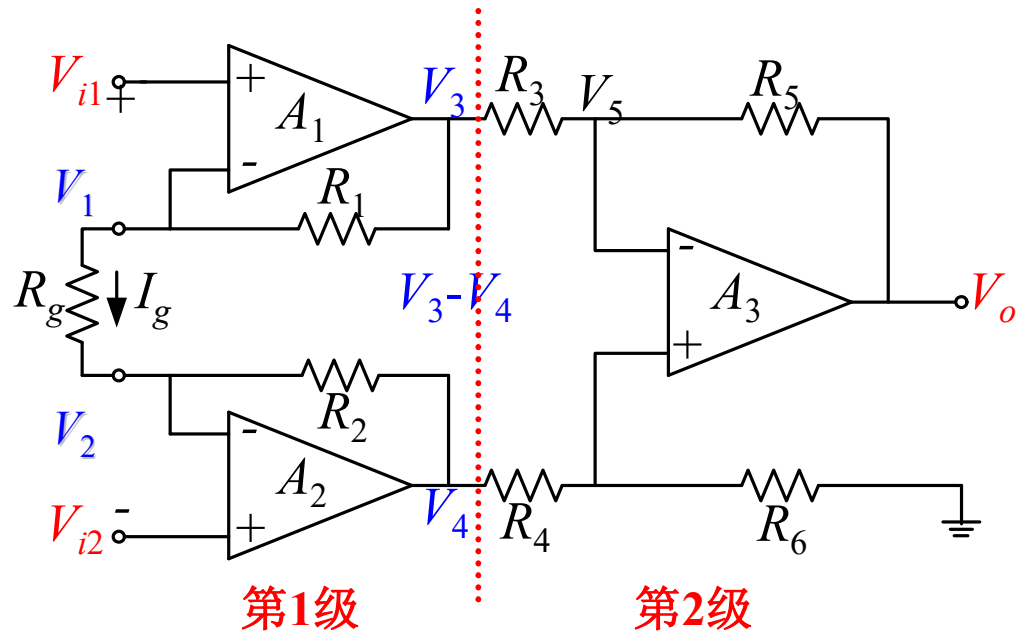 V3 R3 V5 R5
Vi1 + + A1
-
V1 R1
Rg Ig V3-V4 - A3 Vo
+
V2 R2
- A2
Vi2 - + V4 R4 R6
第1级 第2级